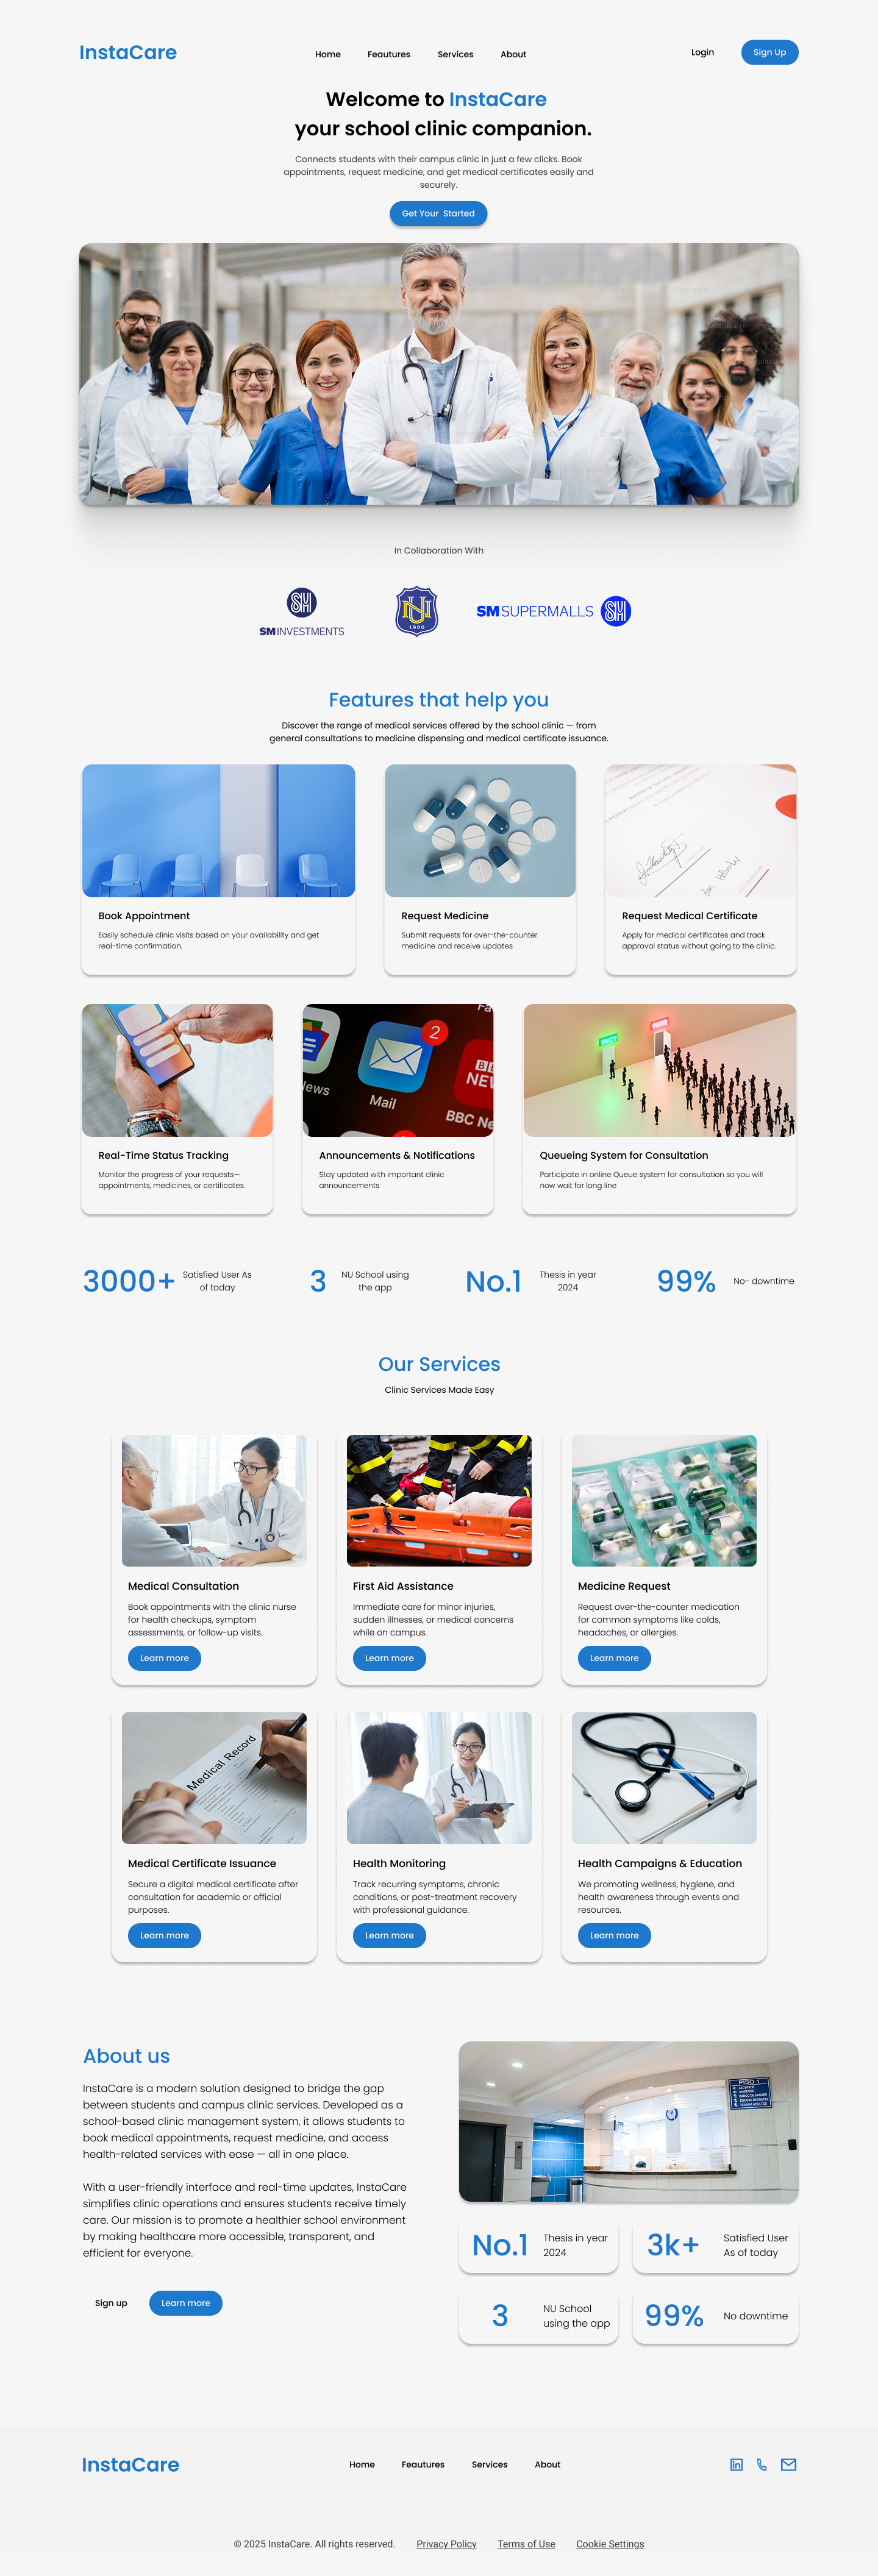 InstaCare
Home Feautures Services About
Login Sign Up
Welcome to InstaCare
your school clinic companion.
Connects students with their campus clinic in just a few clicks. Book
appointments, request medicine, and get medical certificates easily and
securely.
Get Your Started
In Collaboration With
SM INVESTMENTS
NU
1900
SM SUPERMALLS SM
Features that help you
Discover the range of medical services offered by the school clinic — from
general consultations to medicine dispensing and medical certificate issuance.
Book Appointment
Easily schedule clinic visits based on your availability and get
real-time confirmation.
Request Medicine
Submit requests for over-the-counter
medicine and receive updates
Request Medical Certificate
Apply for medical certificates and track
approval status without going to the clinic.
2
News
Mail
BBC Ne
Real-Time Status Tracking
Monitor the progress of your requests—
appointments, medicines, or certificates.
Announcements & Notifications
Stay updated with important clinic
announcements
Queueing System for Consultation
Participate in online Queue system for consultation so you will
now wait for long line
3000+ Satisfied User As
of today
3 NU School using
the app
No.1 Thesis in year
2024
99% No- downtime
Our Services
Clinic Services Made Easy
Medical Consultation
Book appointments with the clinic nurse
for health checkups, symptom
assessments, or follow-up visits.
Learn more
First Aid Assistance
Immediate care for minor injuries,
sudden illnesses, or medical concerns
while on campus.
Learn more
Medicine Request
Request over-the-counter medication
for common symptoms like colds,
headaches, or allergies.
Learn more
Medical Record
Medical Certificate Issuance
Secure a digital medical certificate after
consultation for academic or official
purposes.
Learn more
Health Monitoring
Track recurring symptoms, chronic
conditions, or post-treatment recovery
with professional guidance.
Learn more
Health Campaigns & Education
We promoting wellness, hygiene, and
health awareness through events and
resources.
Learn more
About us
InstaCare is a modern solution designed to bridge the gap
between students and campus clinic services. Developed as a
school-based clinic management system, it allows students to
book medical appointments, request medicine, and access
health-related services with ease — all in one place.
With a user-friendly interface and real-time updates, InstaCare
simplifies clinic operations and ensures students receive timely
care. Our mission is to promote a healthier school environment
by making healthcare more accessible, transparent, and
efficient for everyone.
Sign up Learn more
PISO 1
No.1 Thesis in year
2024
3k+ Satisfied User
As of today
3 NU School
using the app
99% No downtime
InstaCare
Home Feautures Services About
in
© 2025 InstaCare. All rights reserved. Privacy Policy Terms of Use Cookie Settings